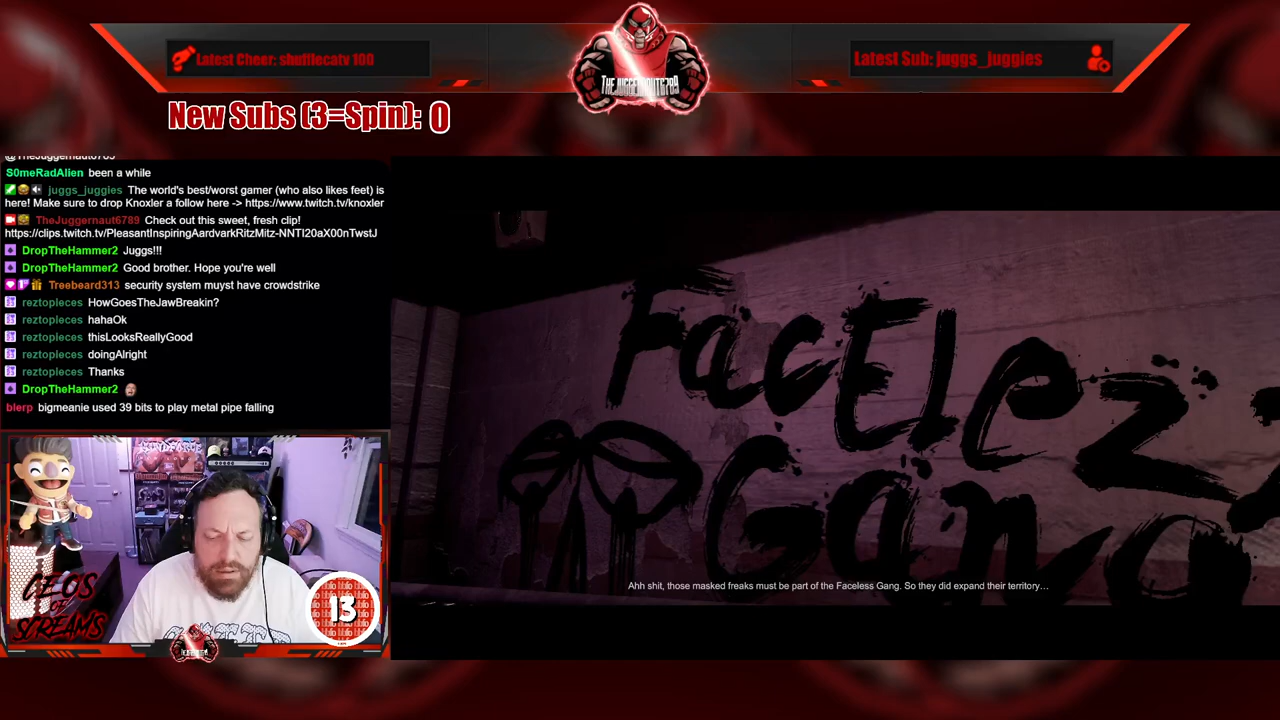 Latest Cheer: shufflecatv 100
THEJUGGERNAUT6789
Latest Sub: juggs_juggies
New Subs (3=Spin): 0
@TheJuggernaut6789
S0meRadAlien been a while
juggs_juggies The world's best/worst gamer (who also likes feet) is
here! Make sure to drop Knoxler a follow here -> https://www.twitch.tv/knoxler
TheJuggernaut6789 Check out this sweet, fresh clip!
https://clips.twitch.tv/PleasantInspiringAardvarkRitzMitz-NNTI20aX00nTwstJ
DropTheHammer2 Juggs!!!
DropTheHammer2 Good brother. Hope you're well
Treebeard313 security system muyst have crowdstrike
reztopleces HowGoesTheJawBreakin?
reztopleces hahaOk
reztopleces thisLooksReallyGood
reztopleces doingAlright
reztopleces Thanks
DropTheHammer2
blerp bigmeanie used 39 bits to play metal pipe falling
CEO'S
OF
STREAMS
13
FacElez
Gang
Ahh shit, those masked freaks must be part of the Faceless Gang. So they did expand their territory…